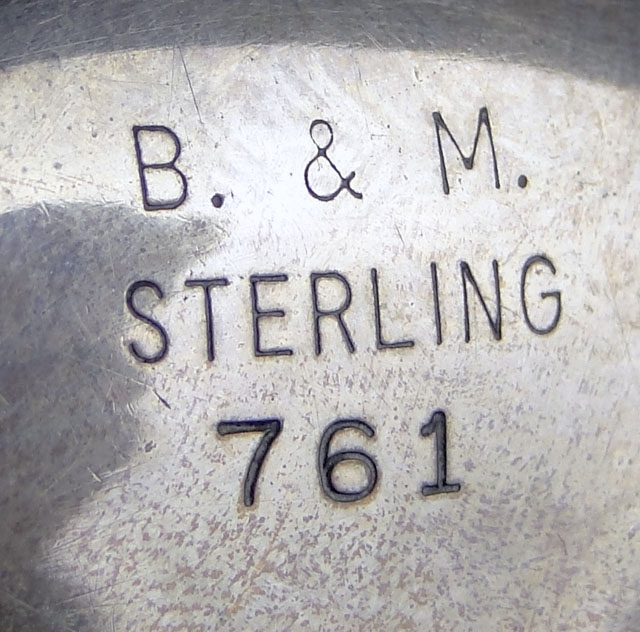 B. & M.
STERLING
761